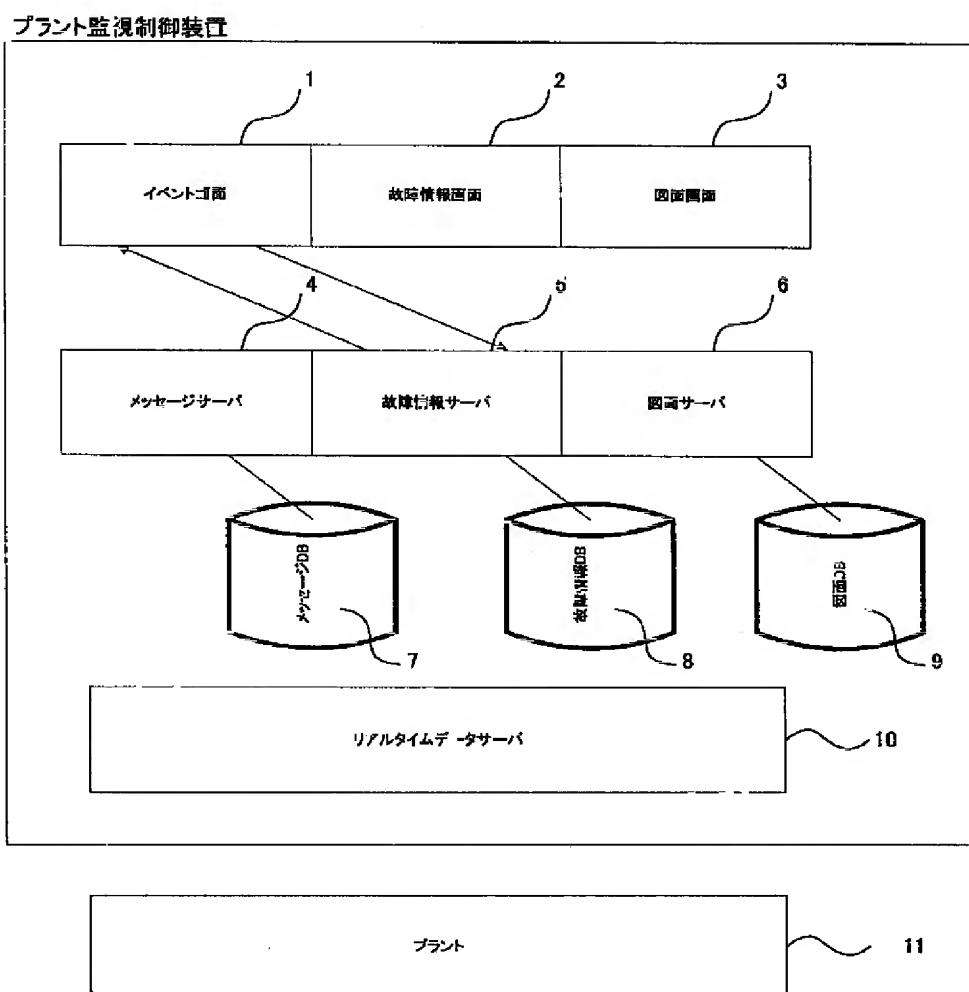 プラント監視制御装置
1
2
3
イベント画面
故障情報画面
図面画面
4
5
6
メッセージサーバ
故障情報サーバ
図面サーバ
メッセージDB
故障情報DB
図面DB
7
8
9
リアルタイムデータサーバ
10
プラント
11